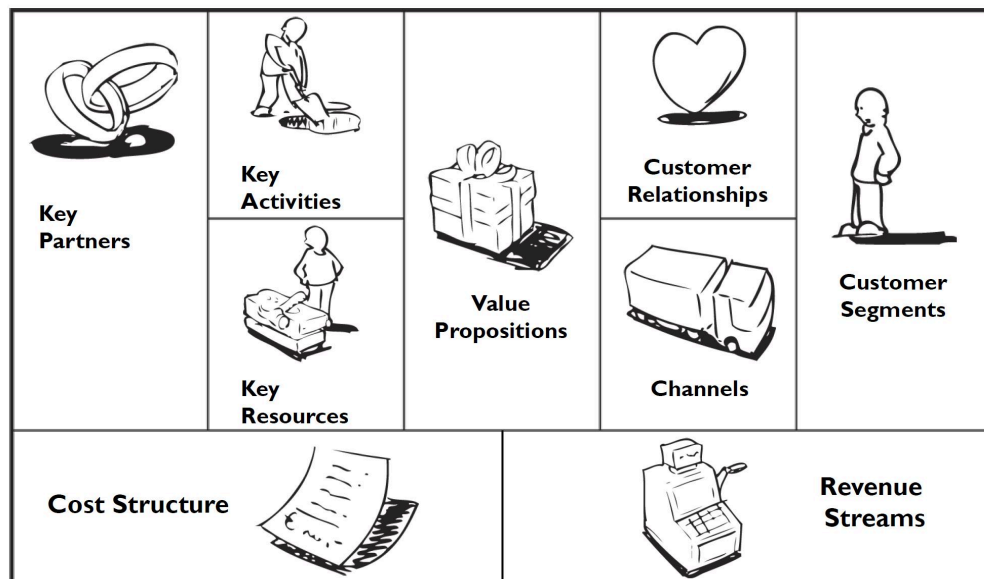 Key
Partners
Key
Activities
Key
Resources
Value
Propositions
Customer
Relationships
Channels
Customer
Segments
Cost Structure
Revenue
Streams